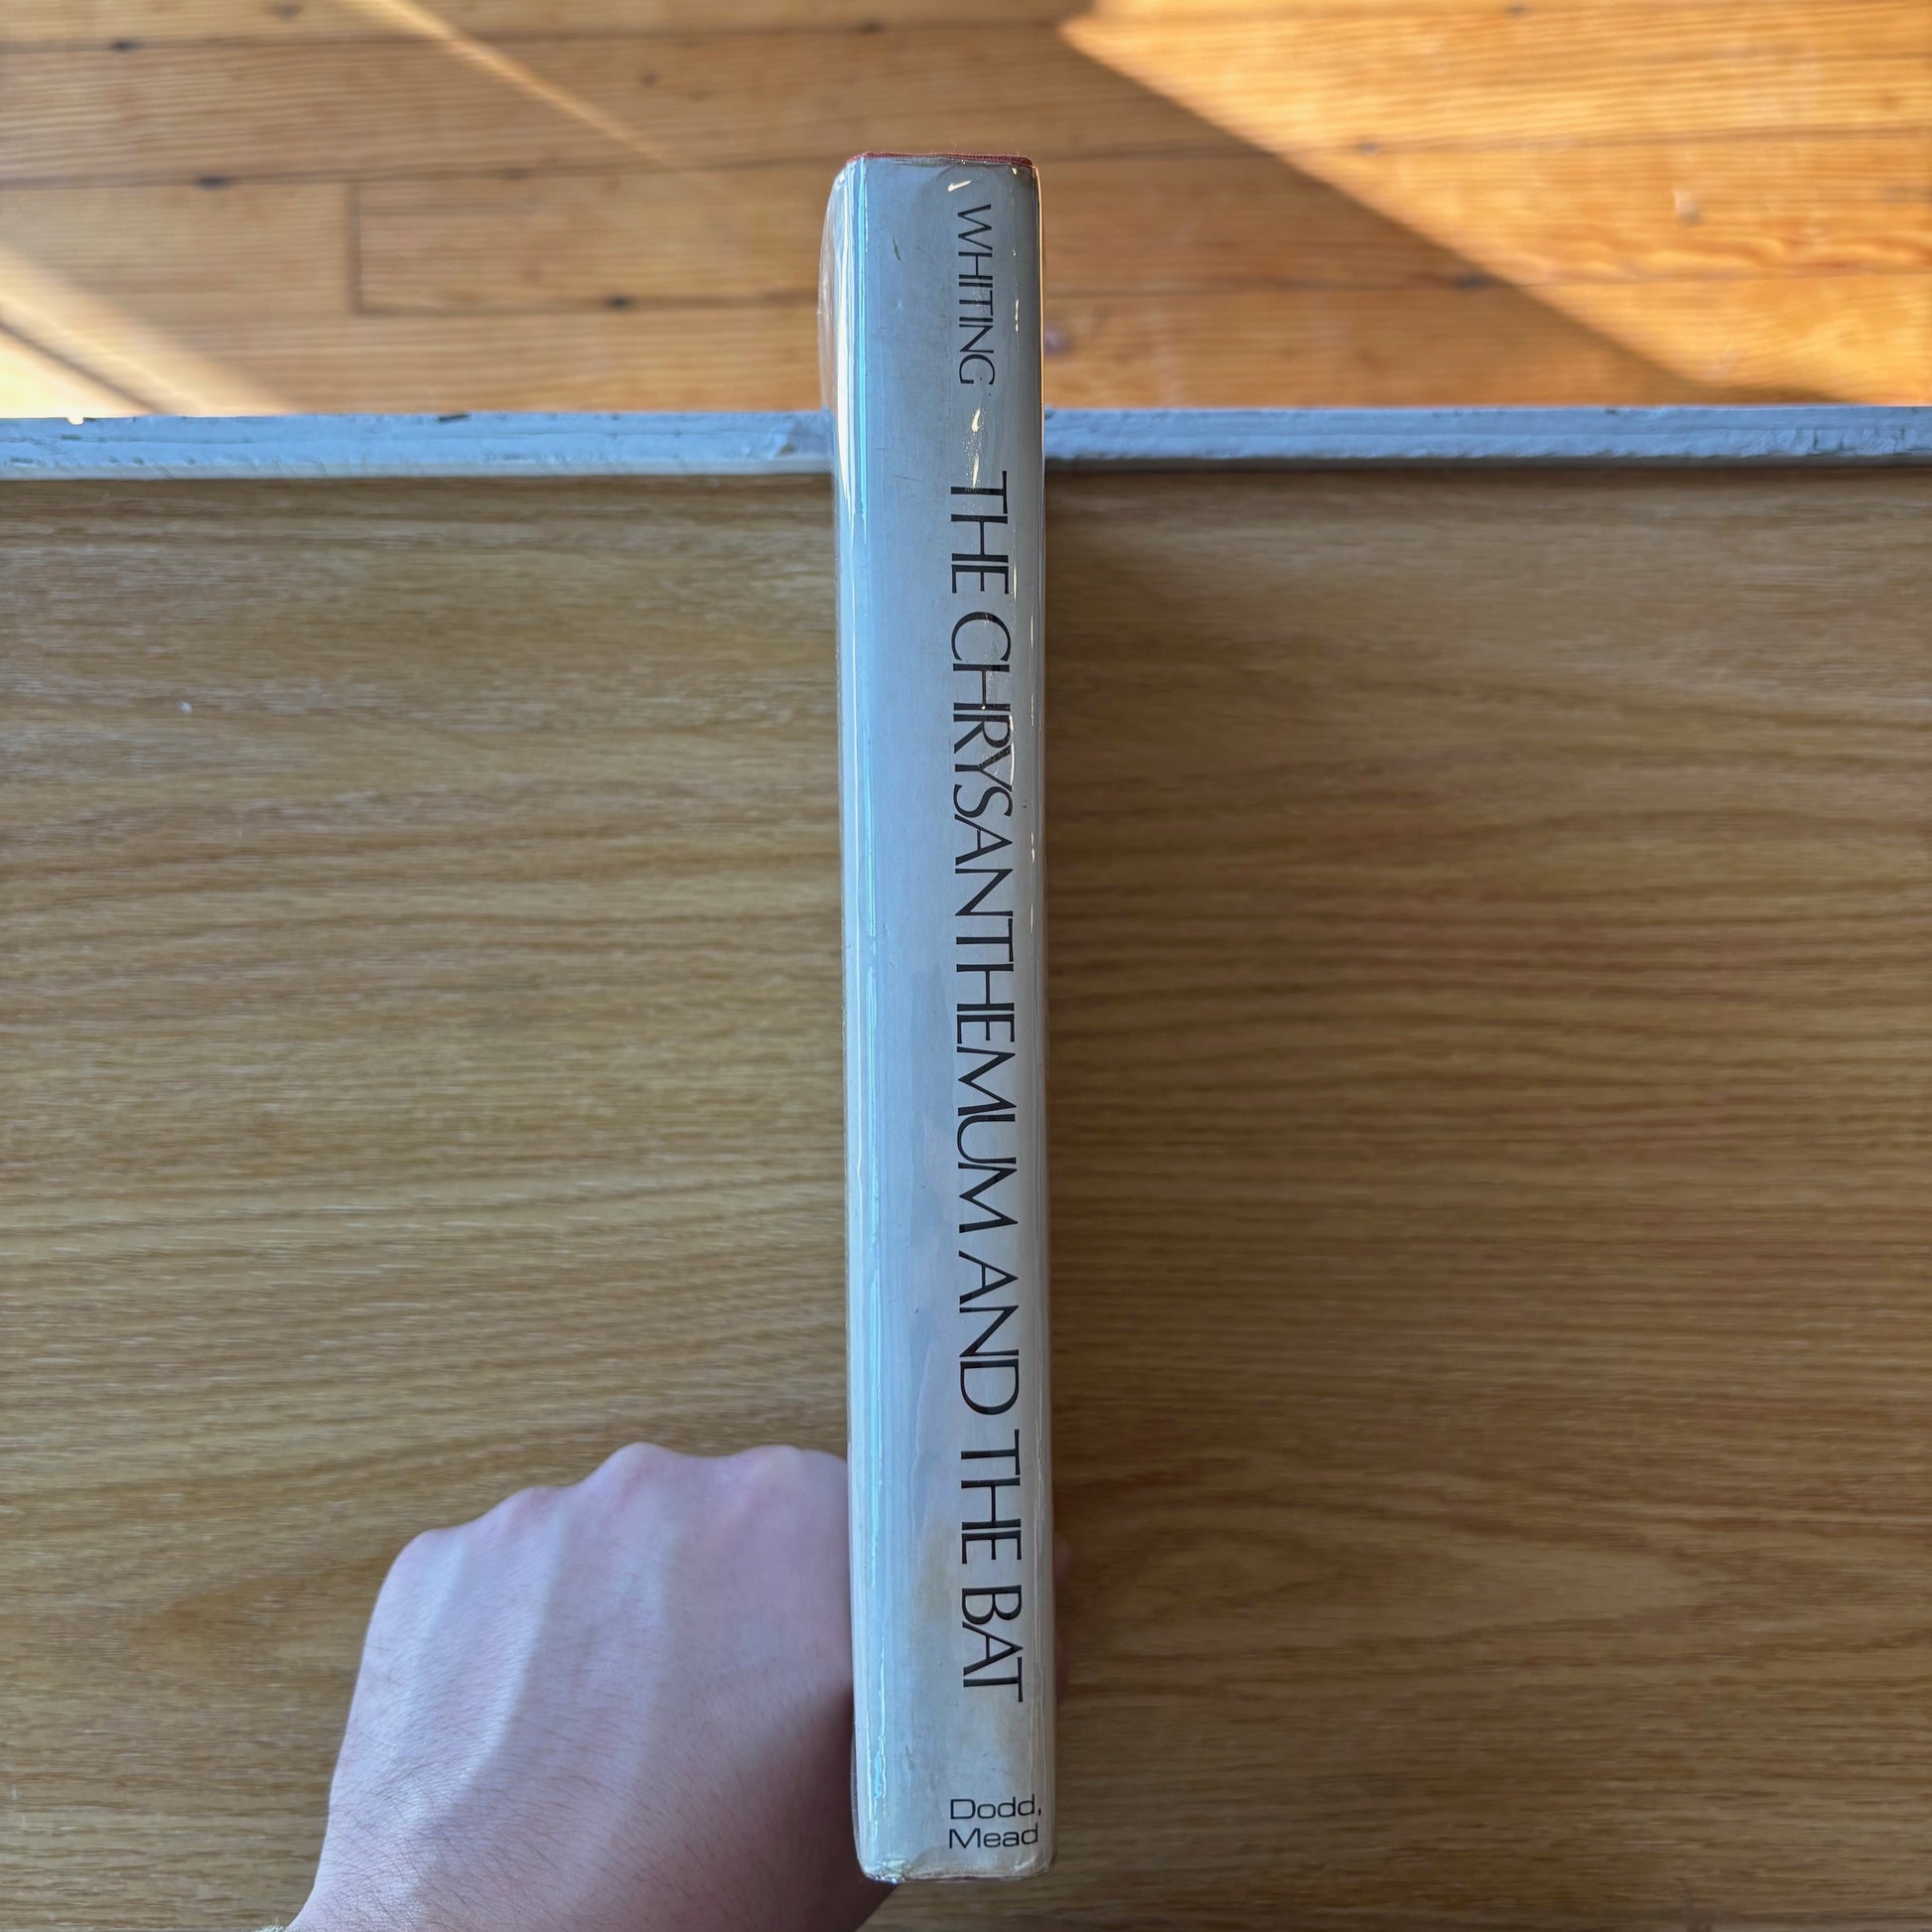 WHITING
THE CHRYSANTHEMUM AND THE BAT
Dodd,
Mead